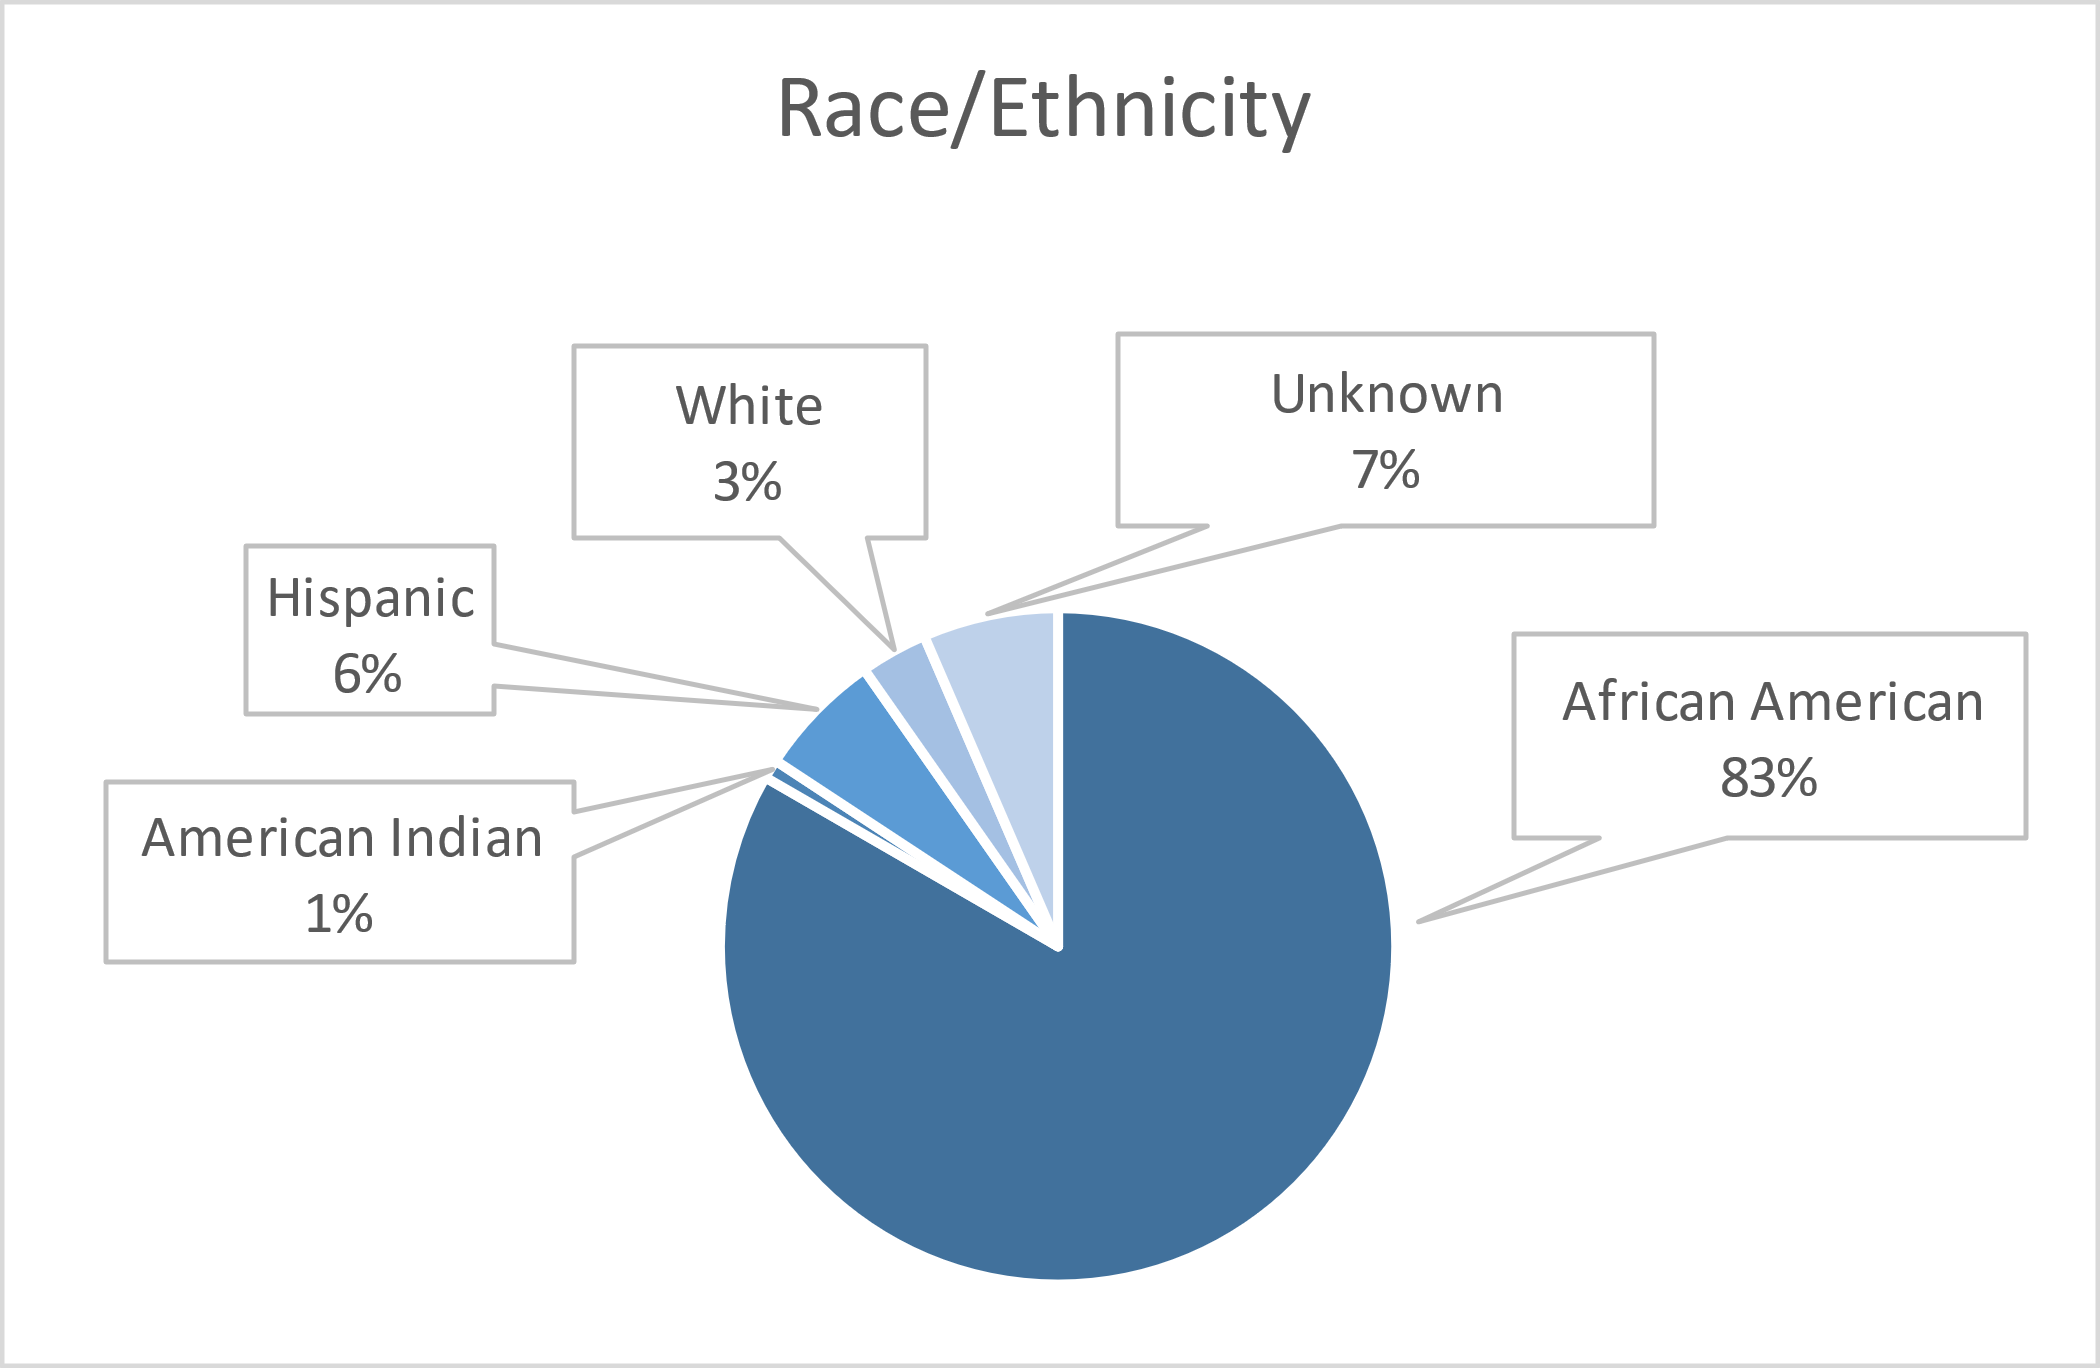 Race/Ethnicity
White
3%
Unknown
7%
Hispanic
6%
African American
83%
American Indian
1%